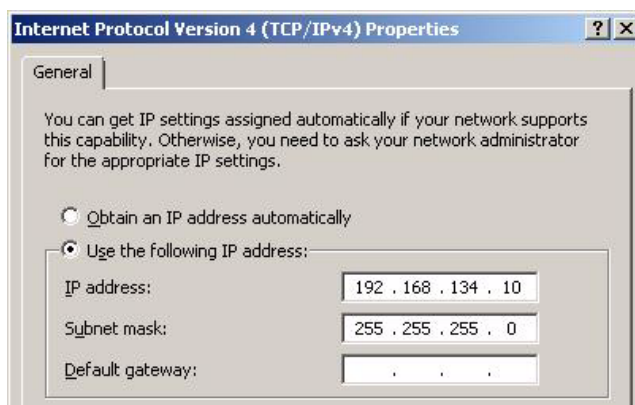 Internet Protocol Version 4 (TCP/IPv4) Properties ? X
General
You can get IP settings assigned automatically if your network supports
this capability. Otherwise, you need to ask your network administrator
for the appropriate IP settings.
Obtain an IP address automatically
Use the following IP address:
IP address: 192 . 168 . 134 . 10
Subnet mask: 255 . 255 . 255 . 0
Default gateway: . . .